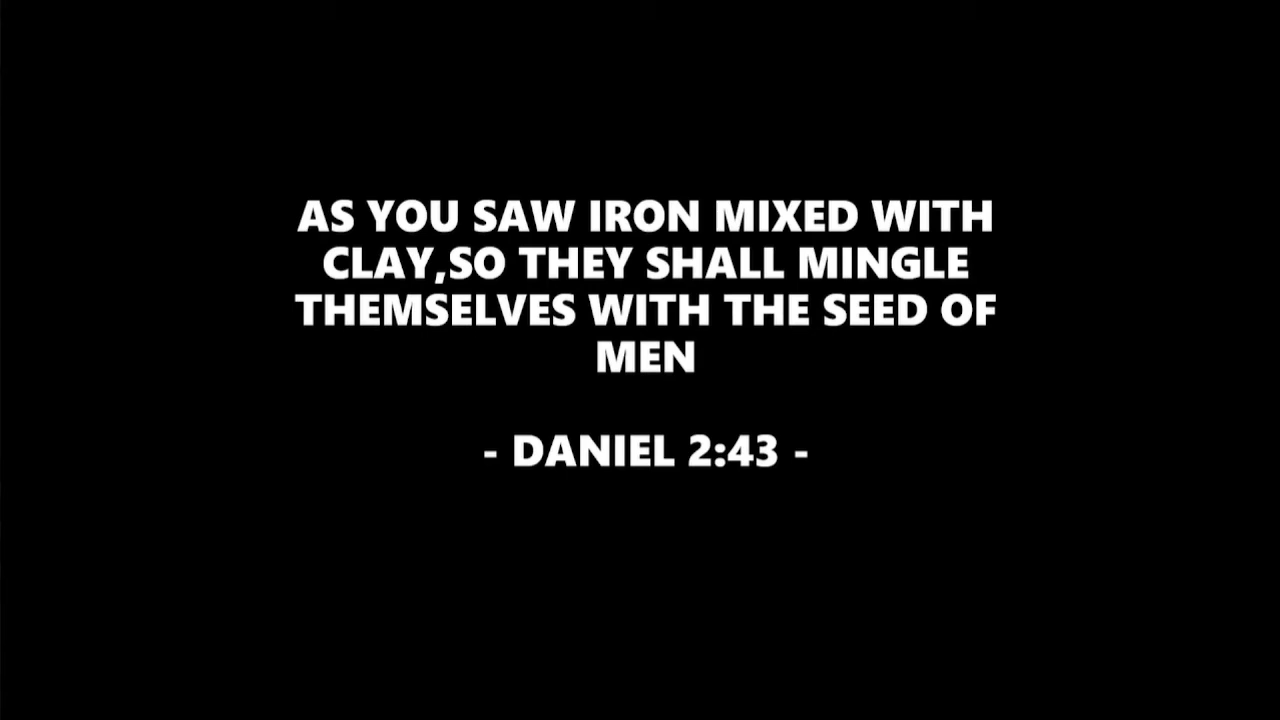 AS YOU SAW IRON MIXED WITH
CLAY,SO THEY SHALL MINGLE
THEMSELVES WITH THE SEED OF
MEN
- DANIEL 2:43 -